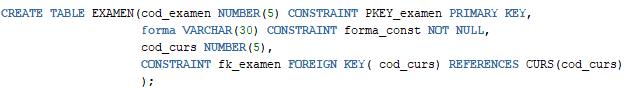 CREATE TABLE EXAMEN(cod_examen NUMBER(5) CONSTRAINT PKEY_examen PRIMARY KEY,
forma VARCHAR(30) CONSTRAINT forma_const NOT NULL,
cod_curs NUMBER(5),
CONSTRAINT fk_examen FOREIGN KEY( cod_curs) REFERENCES CURS(cod_curs)
);